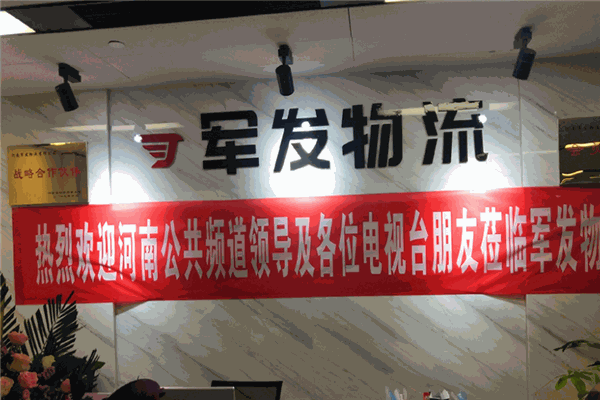 军发物流
战略合作伙伴
热烈欢迎河南公共频道领导及各位电视台朋友莅临军发物